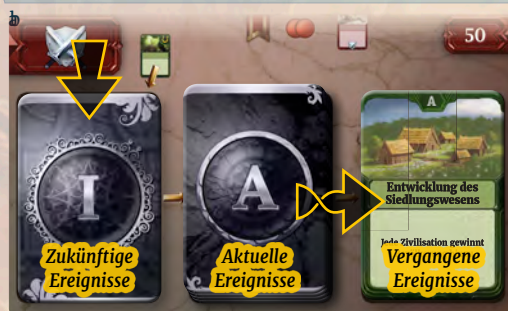 50
I
A
A
Entwicklung des
Siedlungswesens
Jede Zivilisation gewinnt
Zukünftige
Ereignisse
Aktuelle
Ereignisse
Vergangene
Ereignisse